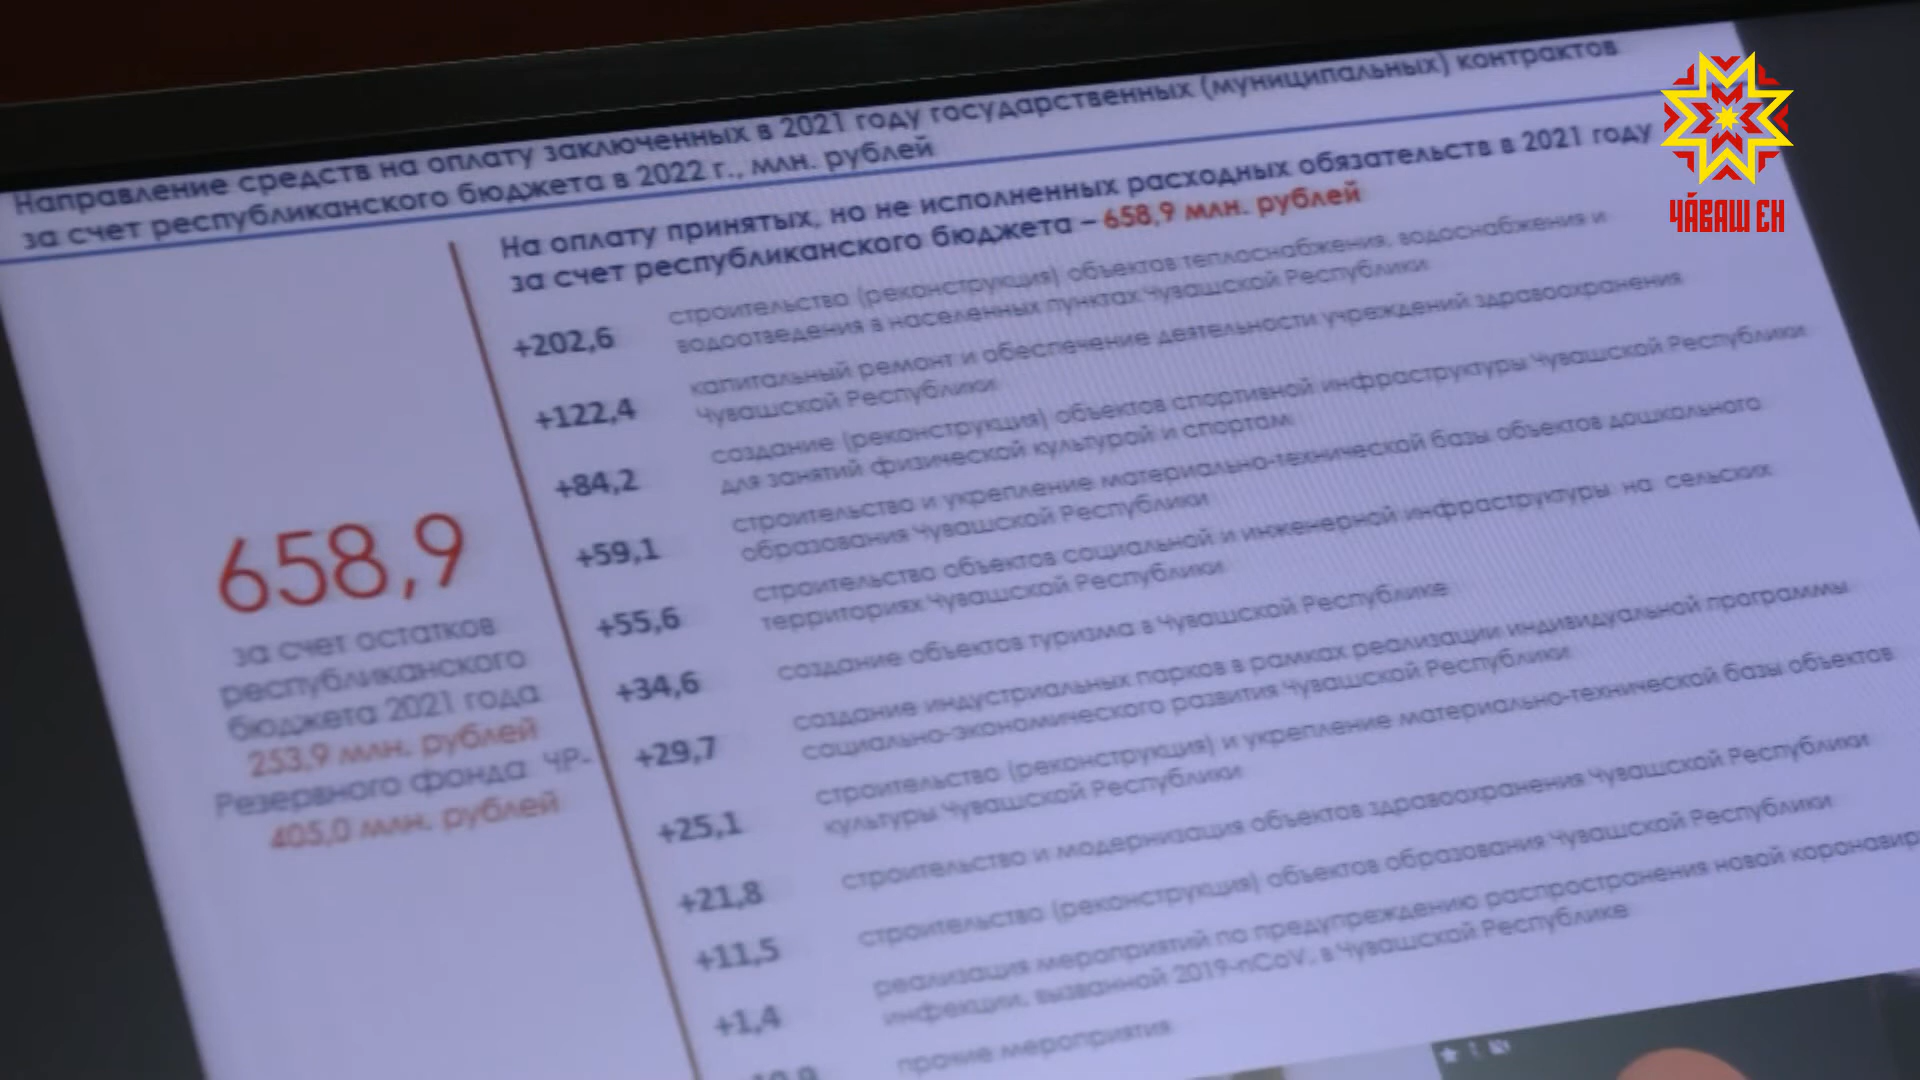 Направление средств на оплату заключенных в 2021 году государственных (муниципальных) контрактов
за счет республиканского бюджета в 2022 г., млн. рублей
На оплату принятых, но не исполненных расходных обязательств в 2021 году
за счет республиканского бюджета – 658,9 млн. рублей
658,9
за счет остатков
республиканского
бюджета 2021 года
253,9 млн. рублей
Резервного фонда ЧР-
405,0 млн. рублей
+202,6
строительство (реконструкция) объектов теплоснабжения, водоснабжения и
водоотведения в населенных пунктах Чувашской Республики
+122,4
капитальный ремонт и обеспечение деятельности учреждений здравоохранения
Чувашской Республики
+84,2
создание (реконструкция) объектов спортивной инфраструктуры Чувашской Республики
для занятий физической культурой и спортом
+59,1
строительство и укрепление материально-технической базы объектов дошкольного
образования Чувашской Республики
+55,6
строительство объектов социальной и инженерной инфраструктуры на сельских
территориях Чувашской Республики
+34,6
создание объектов туризма в Чувашской Республике
+29,7
создание индустриальных парков в рамках реализации индивидуальной программы
социально-экономического развития Чувашской Республики
+25,1
строительство (реконструкция) и укрепление материально-технической базы объектов
культуры Чувашской Республики
+21,8
строительство и модернизация объектов здравоохранения Чувашской Республики
+11,5
строительство (реконструкция) объектов образования Чувашской Республики
+1,4
реализация мероприятий по предупреждению распространения новой коронавир
инфекции, вызванной 2019-nCoV, в Чувашской Республике
прочие мероприятия
ЧӐВАШ ЕН